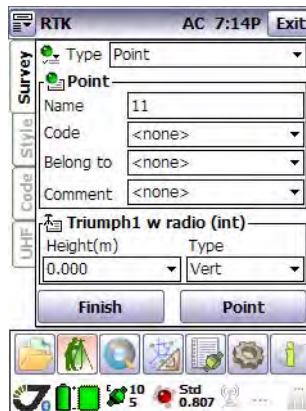 RTK AC 7:14P Exit
Survey
Style
Code
UHF
Type Point
Point
Name 11
Code <none>
Belong to <none>
Comment <none>
Triumph1 w radio (int)
Height(m) Type
0.000 Vert
Finish Point
E 10 Std
5 0.807 ...